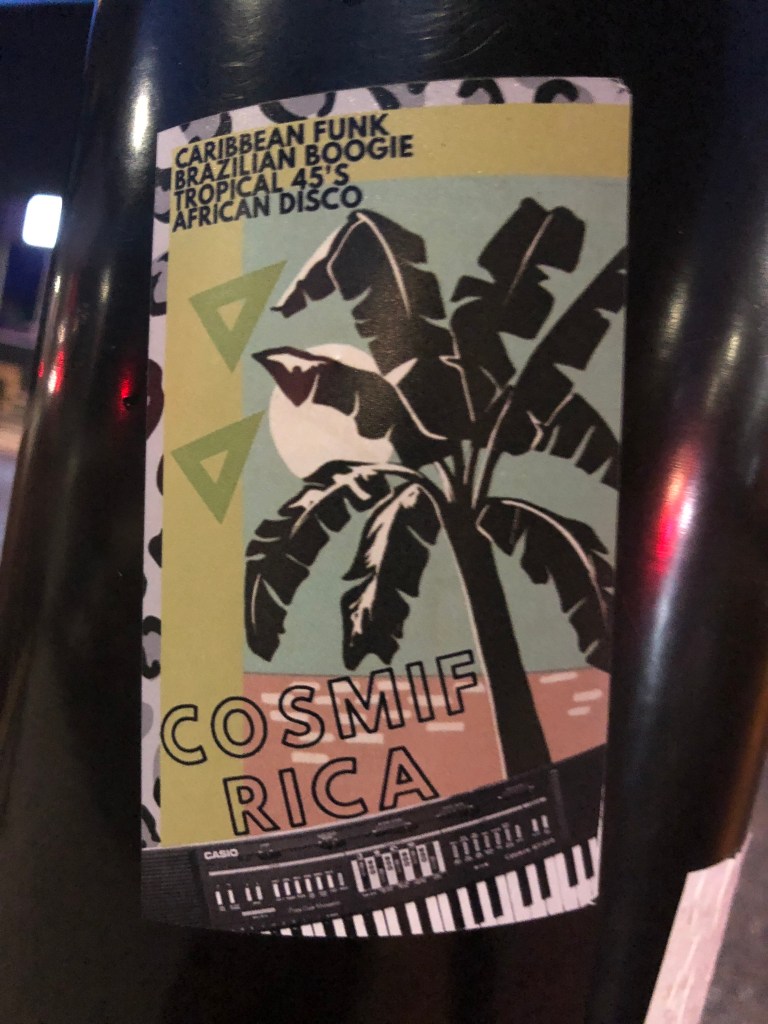 CARIBBEAN FUNK
BRAZILIAN BOOGIE
TROPICAL 45'S
AFRICAN DISCO
COSMIF
RICA
CASIO